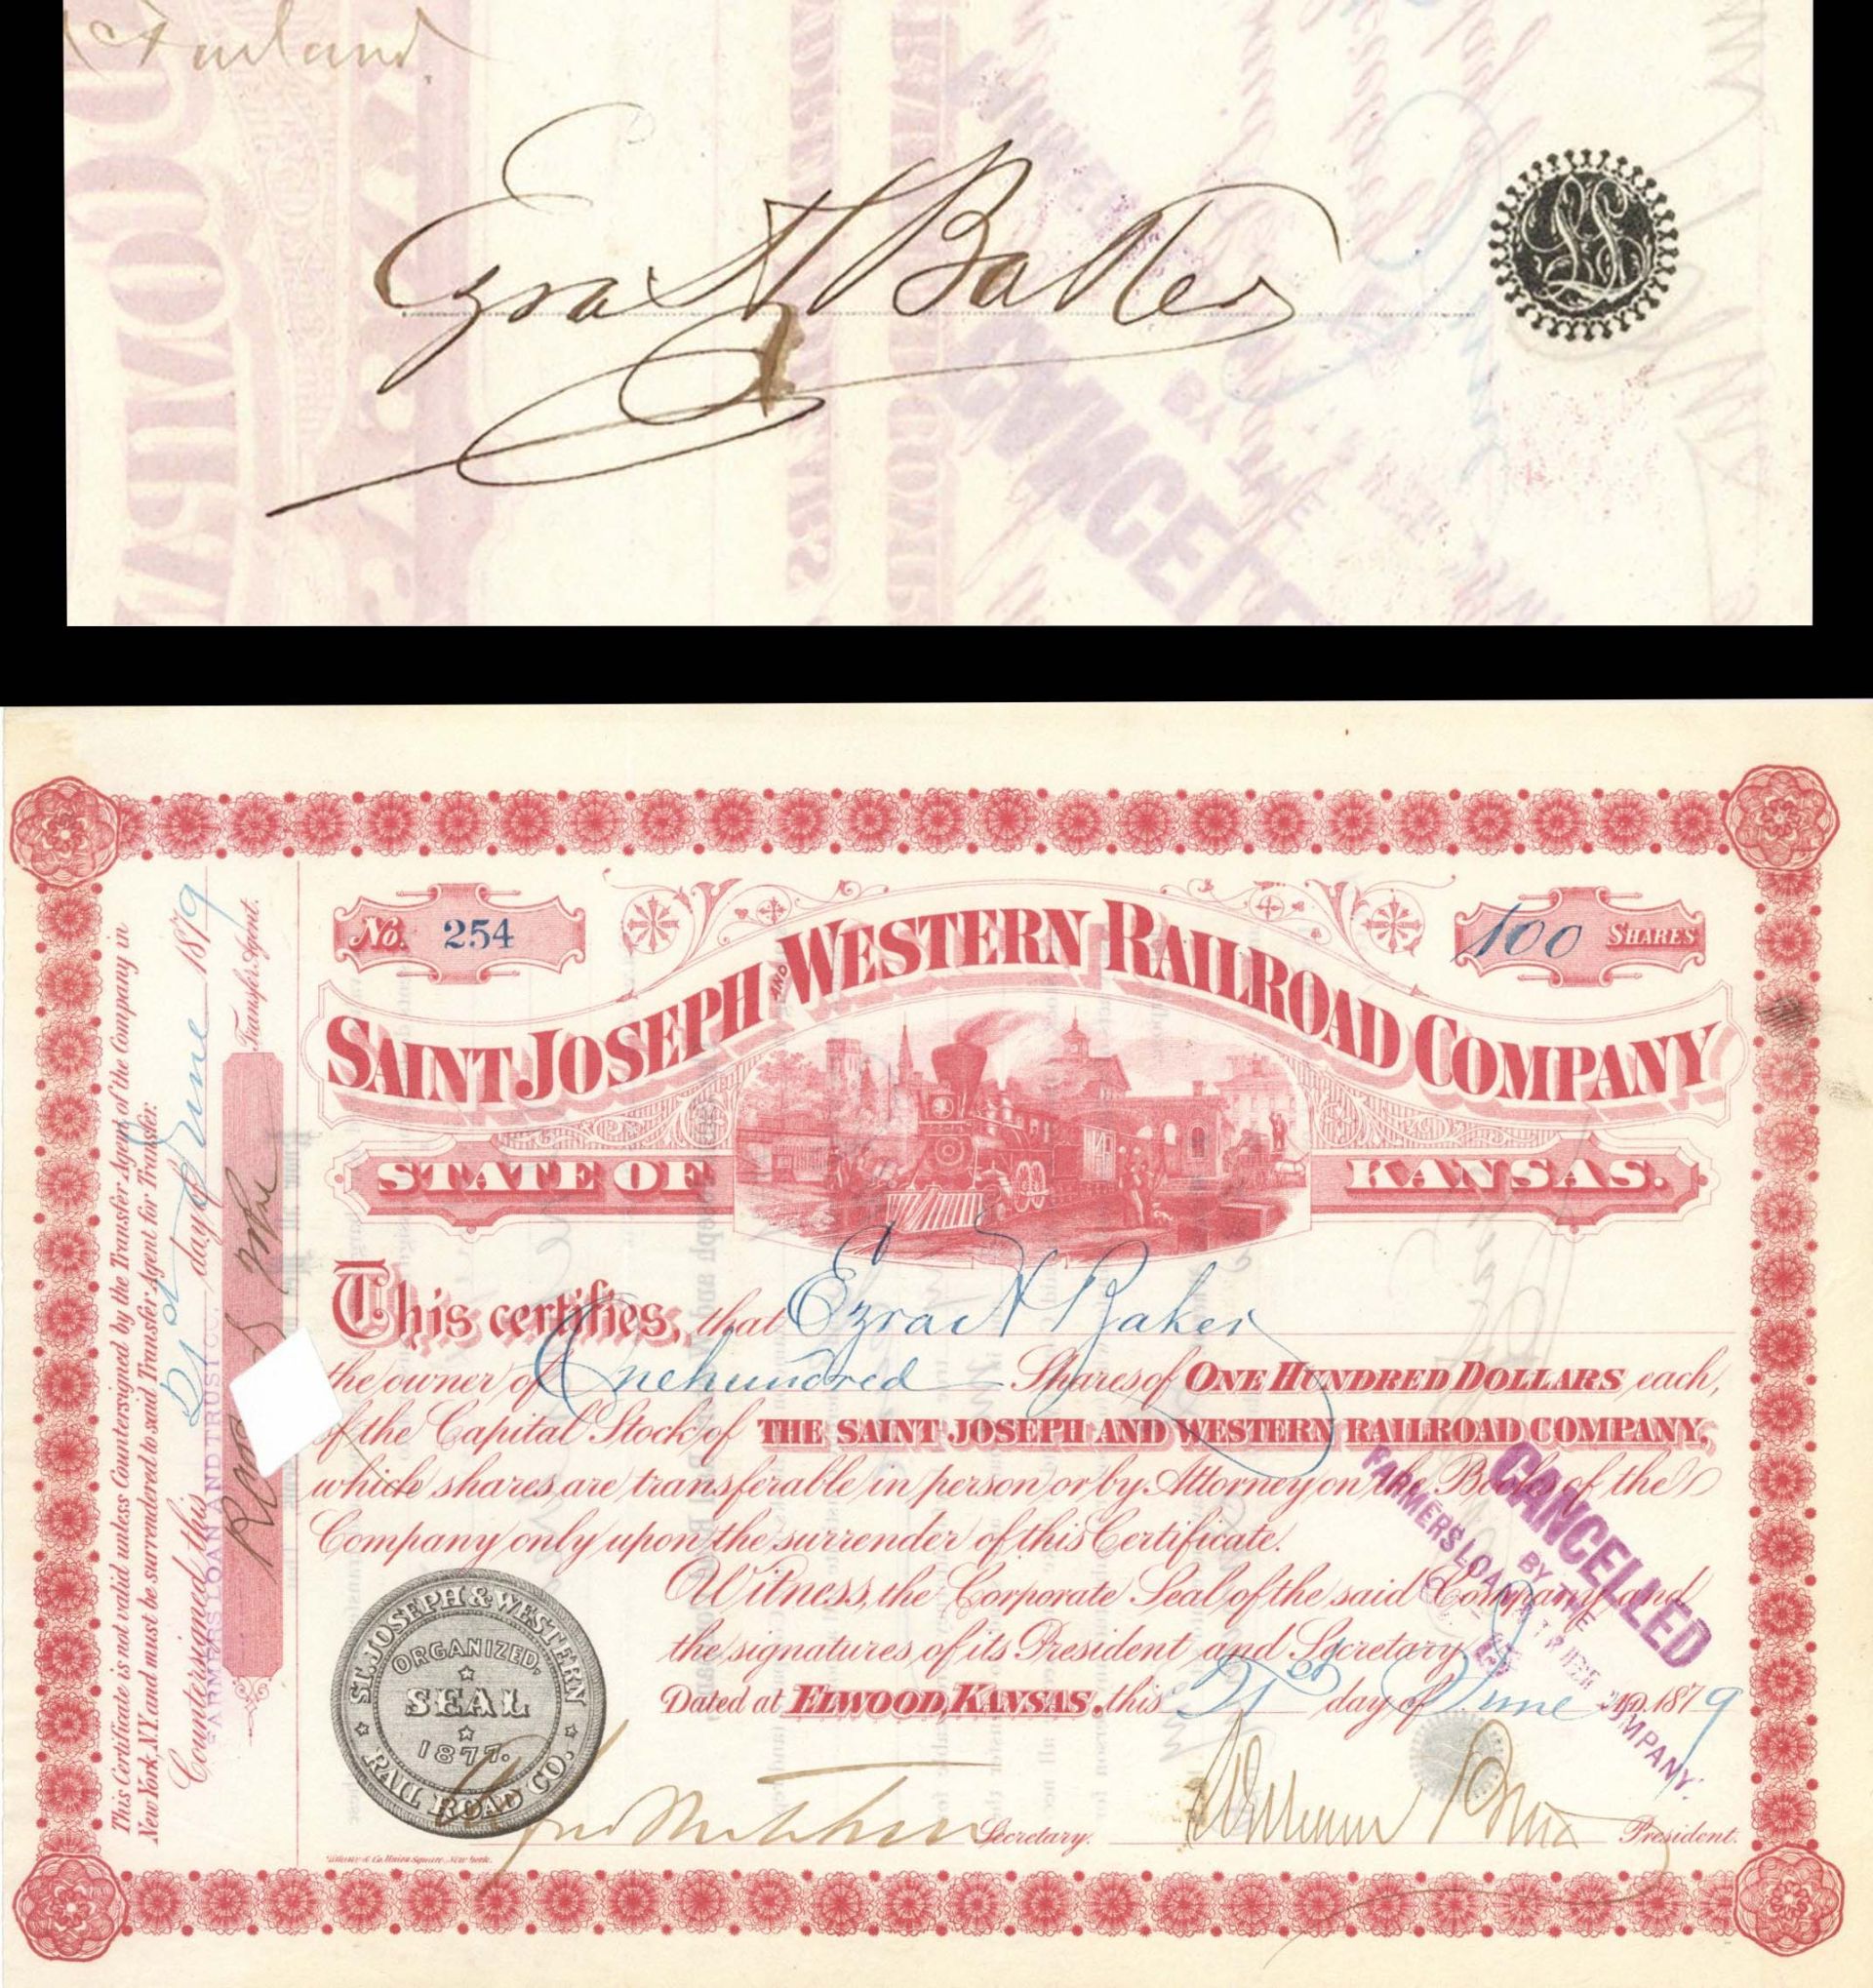 Ezra H Baker
LS
No. 254
100 SHARES
SAINT JOSEPH AND WESTERN RAILROAD COMPANY
STATE OF KANSAS.
This certifies, that Ezra H Baker
the owner of Onehundred Shares of ONE HUNDRED DOLLARS each,
of the Capital Stock of THE SAINT JOSEPH AND WESTERN RAILROAD COMPANY,
which shares are transferable in person or by Attorney on the Books of the
Company only upon the surrender of this Certificate.
Witness, the Corporate Seal of the said Company and
the signatures of its President and Secretary
Dated at ELWOOD, KANSAS, this 21st day of June 1879
Secretary.
President.
ST. JOSEPH & WESTERN RAIL ROAD CO.
ORGANIZED.
SEAL
1877.
CANCELLED
BY THE
FARMERS LOAN & TRUST COMPANY.
This Certificate is not valid unless Countersigned by the Transfer Agent of the Company in
New York, N.Y. and must be surrendered to said Transfer Agent for Transfer.
Countersigned this 21st day of June 1879
FARMERS LOAN AND TRUST CO.
Transfer Agent.